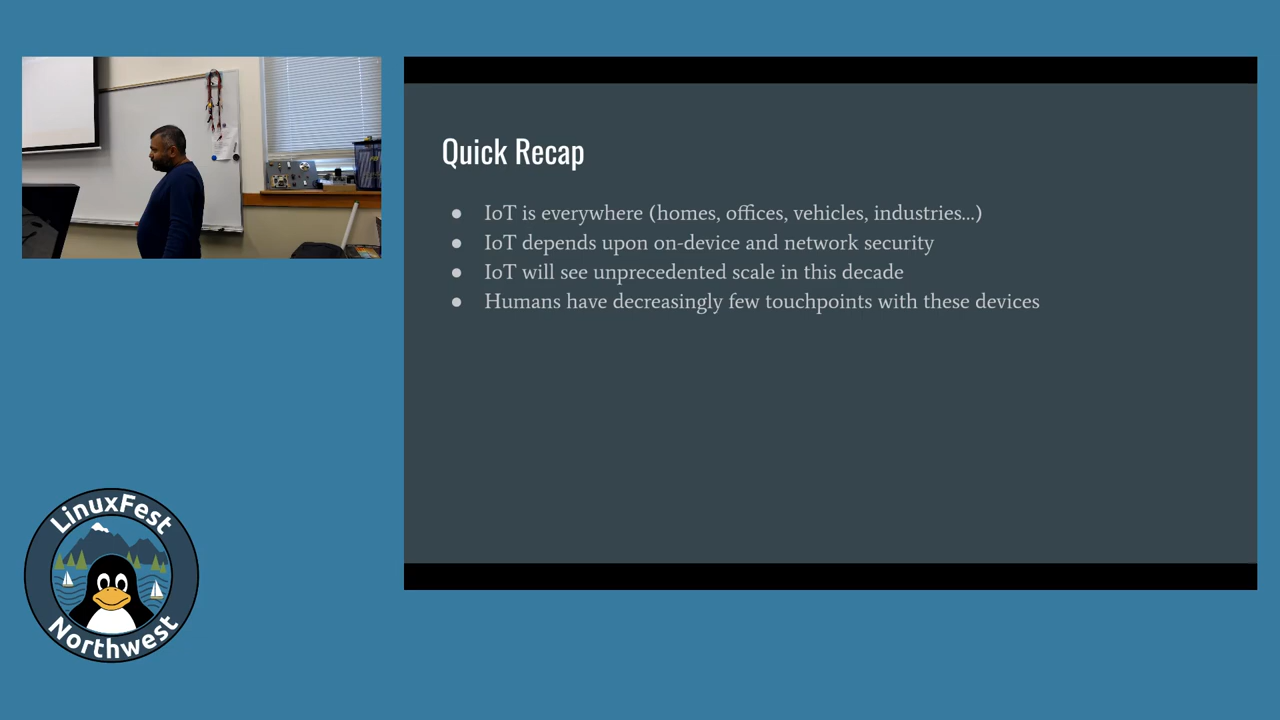 Quick Recap
● IoT is everywhere (homes, offices, vehicles, industries...)
● IoT depends upon on-device and network security
● IoT will see unprecedented scale in this decade
● Humans have decreasingly few touchpoints with these devices
LinuxFest
Northwest